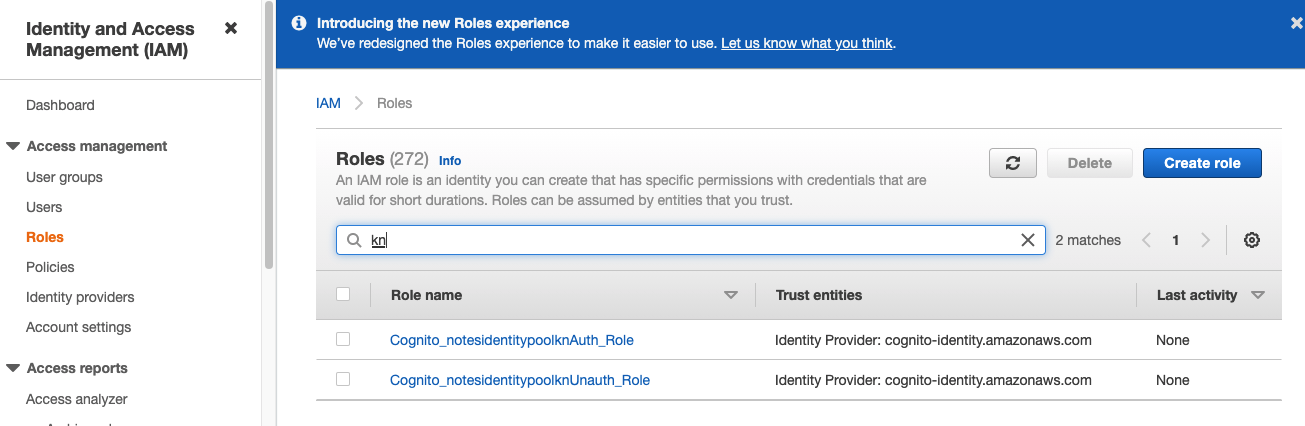 Identity and Access
Management (IAM)
Dashboard
Access management
User groups
Users
Roles
Policies
Identity providers
Account settings
Access reports
Access analyzer
Introducing the new Roles experience
We've redesigned the Roles experience to make it easier to use. Let us know what you think.
IAM Roles
Roles (272) Info
Delete
Create role
An IAM role is an identity you can create that has specific permissions with credentials that are
valid for short durations. Roles can be assumed by entities that you trust.
kn
2 matches
1
Role name Trust entities Last activity
Cognito_notesidentitypoolknAuth_Role Identity Provider: cognito-identity.amazonaws.com None
Cognito_notesidentitypoolknUnauth_Role Identity Provider: cognito-identity.amazonaws.com None